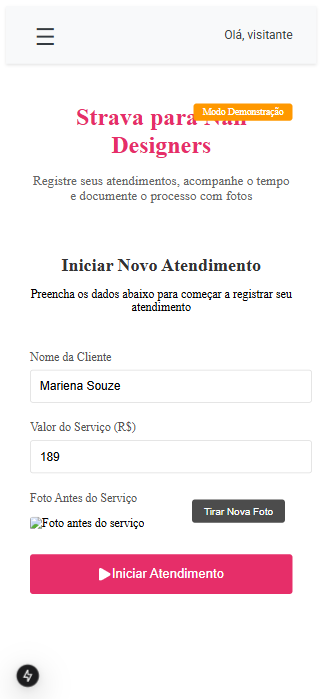 Olá, visitante
Modo Demonstração
Strava para Nail
Designers
Registre seus atendimentos, acompanhe o tempo
e documente o processo com fotos
Iniciar Novo Atendimento
Preencha os dados abaixo para começar a registrar seu
atendimento
Nome da Cliente
Mariena Souze
Valor do Serviço (R$)
189
Foto Antes do Serviço
Tirar Nova Foto
Foto antes do serviço
Iniciar Atendimento